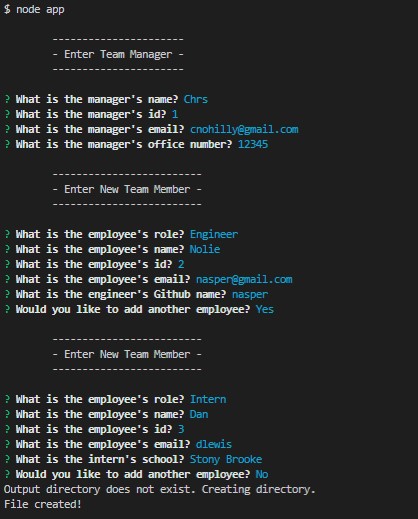 $ node app
----------------------
- Enter Team Manager -
----------------------
? What is the manager's name? Chrs
? What is the manager's id? 1
? What is the manager's email? cnohilly@gmail.com
? What is the manager's office number? 12345
-------------------------
- Enter New Team Member -
-------------------------
? What is the employee's role? Engineer
? What is the employee's name? Nolie
? What is the employee's id? 2
? What is the employee's email? nasper@gmail.com
? What is the engineer's Github name? nasper
? Would you like to add another employee? Yes
-------------------------
- Enter New Team Member -
-------------------------
? What is the employee's role? Intern
? What is the employee's name? Dan
? What is the employee's id? 3
? What is the employee's email? dlewis
? What is the intern's school? Stony Brooke
? Would you like to add another employee? No
Output directory does not exist. Creating directory.
File created!